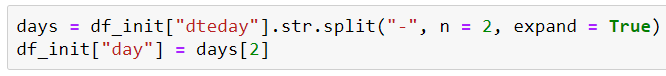 days = df_init["dteday"].str.split("-", n = 2, expand = True)
df_init["day"] = days[2]